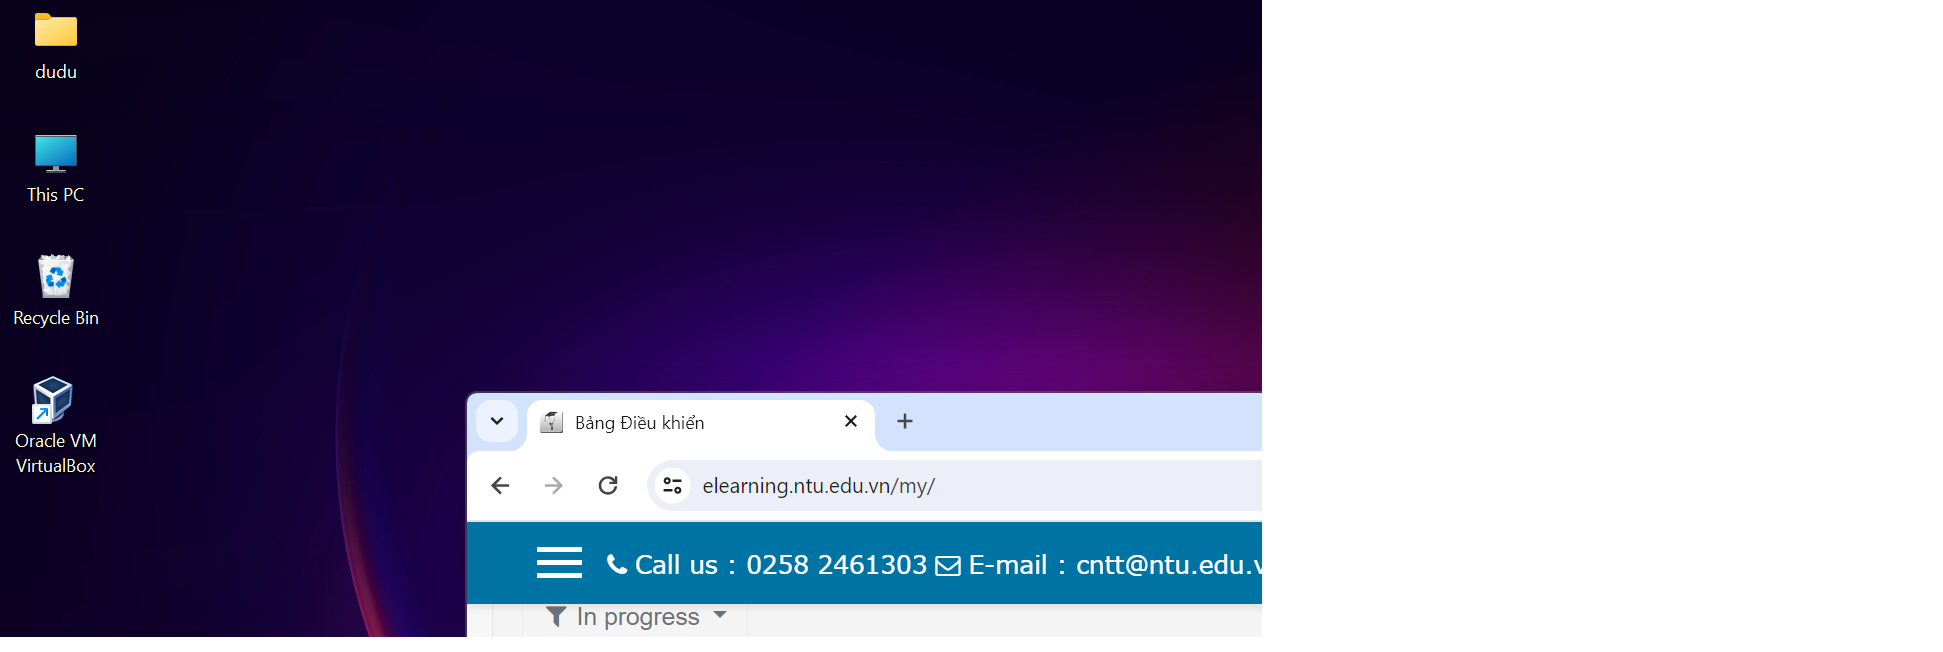 dudu
This PC
Recycle Bin
Oracle VM
VirtualBox
Bảng Điều khiển
elearning.ntu.edu.vn/my/
Call us : 0258 2461303 E-mail : cntt@ntu.edu.v
In progress